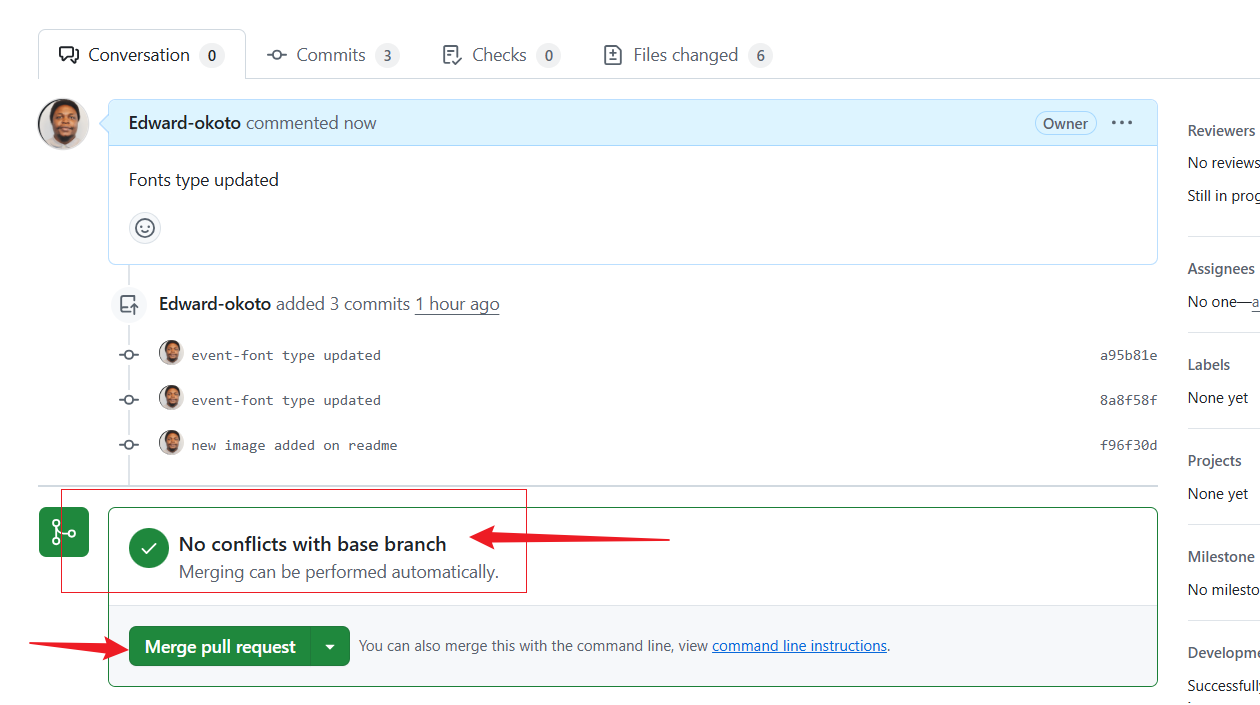 Conversation 0 Commits 3 Checks 0 Files changed 6
Edward-okoto commented now Owner
Fonts type updated
Edward-okoto added 3 commits 1 hour ago
event-font type updated a95b81e
event-font type updated 8a8f58f
new image added on readme f96f30d
No conflicts with base branch
Merging can be performed automatically.
Merge pull request You can also merge this with the command line, view command line instructions.
Reviewers
No reviews
Still in
Assignees
No one—
Labels
None yet
Projects
None yet
Milestone
No